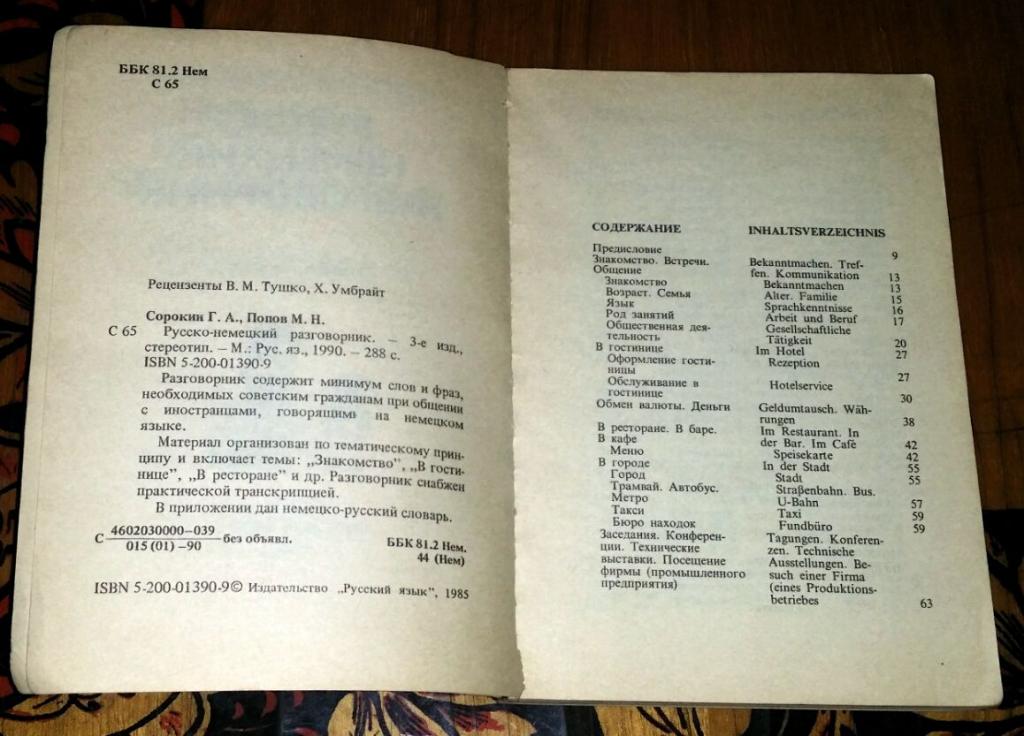 ББК 81.2 Нем
С 65
Рецензенты В. М. Тушко, Х. Умбрайт
Сорокин Г. А., Попов М. Н.
С 65 Русско-немецкий разговорник. – 3-е изд.,
стереотип. – М.: Рус. яз., 1990. – 288 с.
ISBN 5-200-01390-9
Разговорник содержит минимум слов и фраз,
необходимых советским гражданам при общении
с иностранцами, говорящими на немецком
языке.
Материал организован по тематическому прин-
ципу и включает темы: „Знакомство", „В гости-
нице", „В ресторане" и др. Разговорник снабжен
практической транскрипцией.
В приложении дан немецко-русский словарь.
С 4602030000–039
015 (01) –90 без объявл.
ББК 81.2 Нем.
44 (Нем)
ISBN 5-200-01390-9 © Издательство „Русский язык", 1985
СОДЕРЖАНИЕ INHALTSVERZEICHNIS
Предисловие 9
Знакомство. Встречи. Bekanntmachen. Tref-
Общение fen. Kommunikation 13
Знакомство Bekanntmachen 13
Возраст. Семья Alter. Familie 15
Язык Sprachkenntnisse 16
Род занятий Arbeit und Beruf 17
Общественная дея- Gesellschaftliche
тельность Tätigkeit 20
В гостинице Im Hotel 27
Оформление гости- Rezeption
ницы 27
Обслуживание в Hotelservice
гостинице 30
Обмен валюты. Деньги Geldumtausch. Wäh-
rungen 38
В ресторане. В баре. Im Restaurant. In
В кафе der Bar. Im Café 42
Меню Speisekarte 42
В городе In der Stadt 55
Город Stadt 55
Трамвай. Автобус. Straßenbahn. Bus.
Метро U-Bahn 57
Такси Taxi 59
Бюро находок Fundbüro 59
Заседания. Конферен- Tagungen. Konferen-
ции. Технические zen. Technische
выставки. Посещение Ausstellungen. Be-
фирмы (промышленного such einer Firma
предприятия) (eines Produktions-
betriebes 63